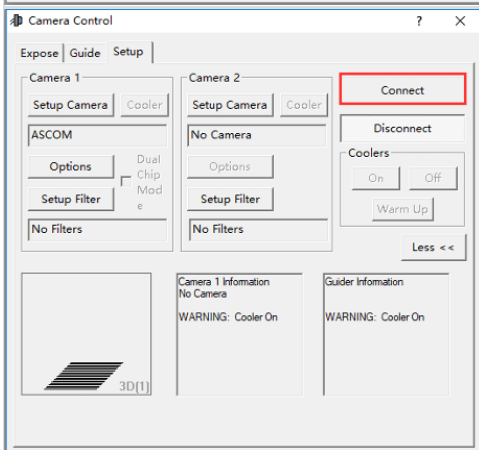 Camera Control
Expose Guide Setup
Camera 1
Setup Camera Cooler
ASCOM
Options
Dual
Chip
Mod
e
Setup Filter
No Filters
Camera 2
Setup Camera Cooler
No Camera
Options
Setup Filter
No Filters
Connect
Disconnect
Coolers
On Off
Warm Up
Less <<
3D[1]
Camera 1 Information
No Camera
WARNING: Cooler On
Guider Information
WARNING: Cooler On